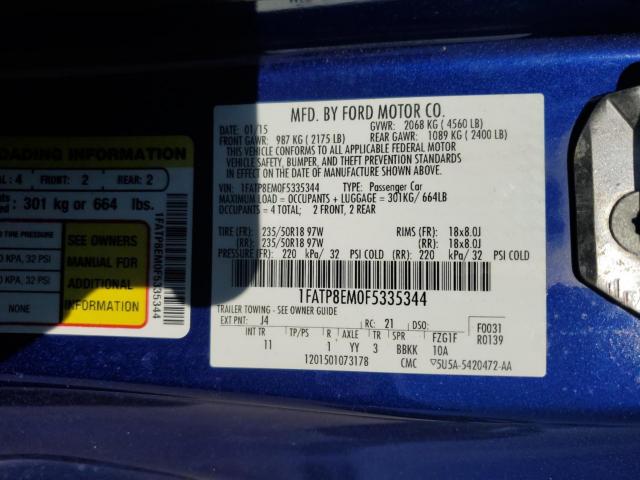 MFD. BY FORD MOTOR CO.
DATE: 01/15 GVWR: 2068 KG ( 4560 LB)
FRONT GAWR: 987 KG ( 2175 LB) REAR GAWR: 1089 KG ( 2400 LB)
THIS VEHICLE CONFORMS TO ALL APPLICABLE FEDERAL MOTOR
VEHICLE SAFETY, BUMPER, AND THEFT PREVENTION STANDARDS
IN EFFECT ON THE DATE OF MANUFACTURE SHOWN ABOVE.
VIN: 1FATP8EM0F5335344 TYPE: Passenger Car
MAXIMUM LOAD = OCCUPANTS + LUGGAGE = 301KG/ 664LB
OCCUPANTS = 4 TOTAL; 2 FRONT, 2 REAR
TIRE (FR): 235/50R18 97W RIMS (FR): 18x8.0J
(RR): 235/50R18 97W (RR): 18x8.0J
PRESSURE (FR): 220 kPa/ 32 PSI COLD (RR): 220 kPa/ 32 PSI COLD
1FATP8EM0F5335344
TRAILER TOWING - SEE OWNER GUIDE
EXT PNT: J4 RC: 21 DSO: F0031
INT TR TP/PS R AXLE TR SPR FZG1F R0139
11 1 YY 3 BBKK 10A
1201501073178 CMC 5U5A-5420472-AA
LOADING INFORMATION
: 4 FRONT: 2 REAR: 2
301 kg or 664 lbs.
TIRE PRESSURE SEE OWNERS
KPA, 32 PSI MANUAL FOR
KPA, 32 PSI ADDITIONAL
NONE INFORMATION
1FATP8EM0F5335344